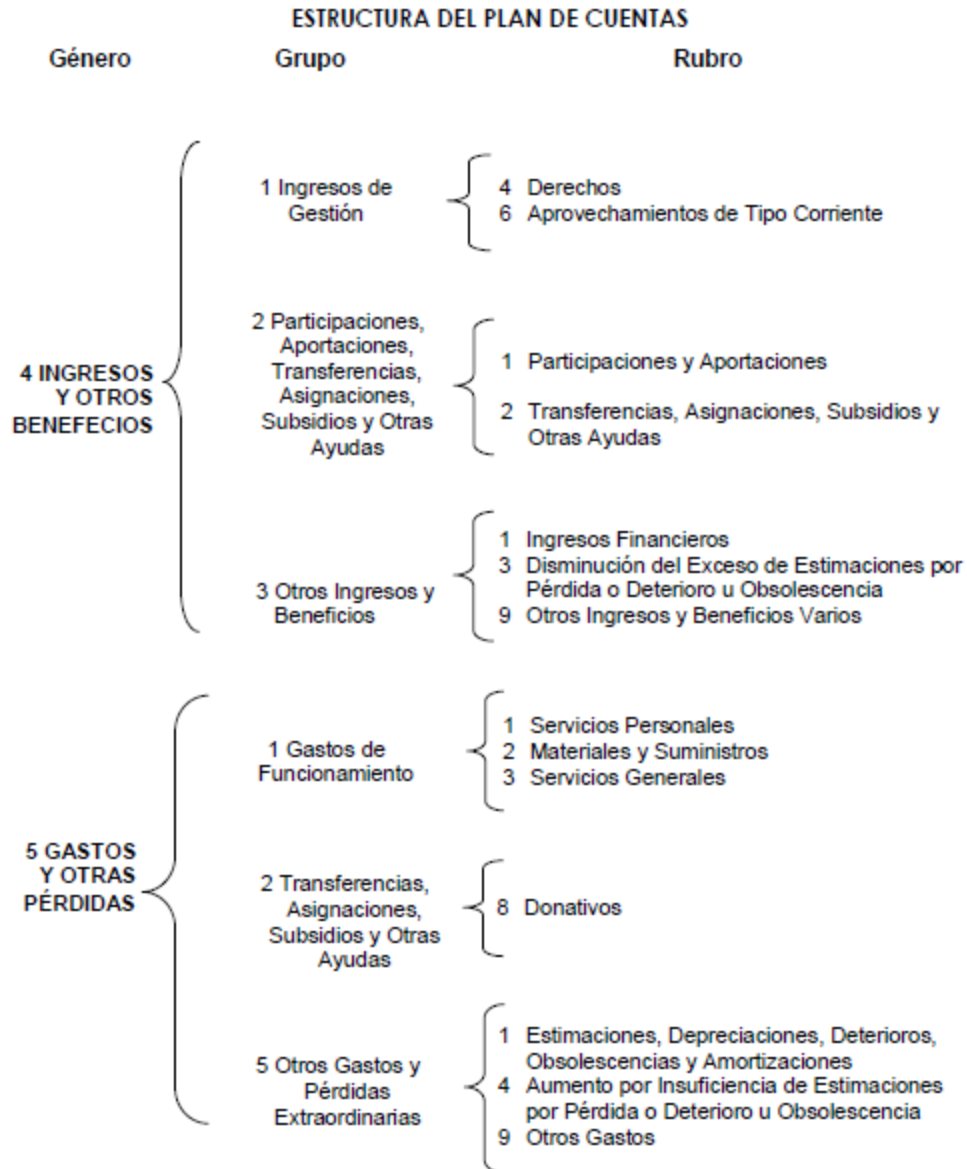 ESTRUCTURA DEL PLAN DE CUENTAS
Género Grupo Rubro
4 INGRESOS
Y OTROS
BENEFECIOS
1 Ingresos de
Gestión
4 Derechos
6 Aprovechamientos de Tipo Corriente
2 Participaciones,
Aportaciones,
Transferencias,
Asignaciones,
Subsidios y Otras
Ayudas
1 Participaciones y Aportaciones
2 Transferencias, Asignaciones, Subsidios y
Otras Ayudas
3 Otros Ingresos y
Beneficios
1 Ingresos Financieros
3 Disminución del Exceso de Estimaciones por
Pérdida o Deterioro u Obsolescencia
9 Otros Ingresos y Beneficios Varios
5 GASTOS
Y OTRAS
PÉRDIDAS
1 Gastos de
Funcionamiento
1 Servicios Personales
2 Materiales y Suministros
3 Servicios Generales
2 Transferencias,
Asignaciones,
Subsidios y Otras
Ayudas
8 Donativos
5 Otros Gastos y
Pérdidas
Extraordinarias
1 Estimaciones, Depreciaciones, Deterioros,
Obsolescencias y Amortizaciones
4 Aumento por Insuficiencia de Estimaciones
por Pérdida o Deterioro u Obsolescencia
9 Otros Gastos